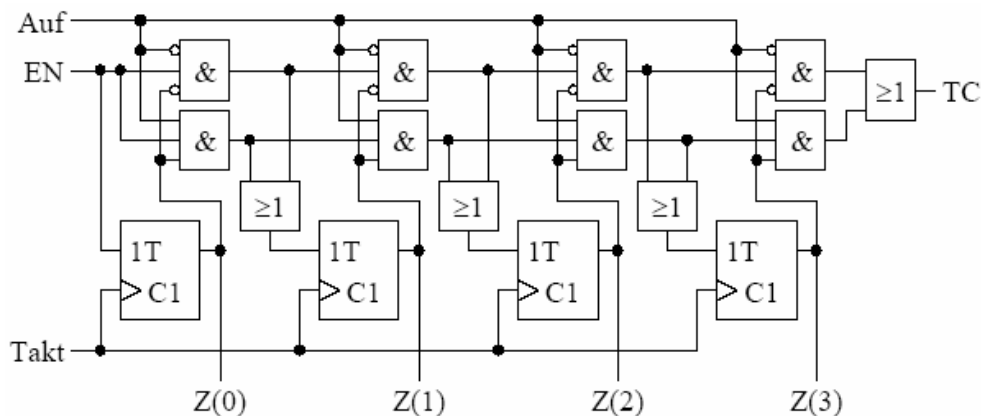 Auf
EN
& & & &
≥1 TC
& & & &
≥1 ≥1 ≥1
1T 1T 1T 1T
C1 C1 C1 C1
Takt
Z(0) Z(1) Z(2) Z(3)